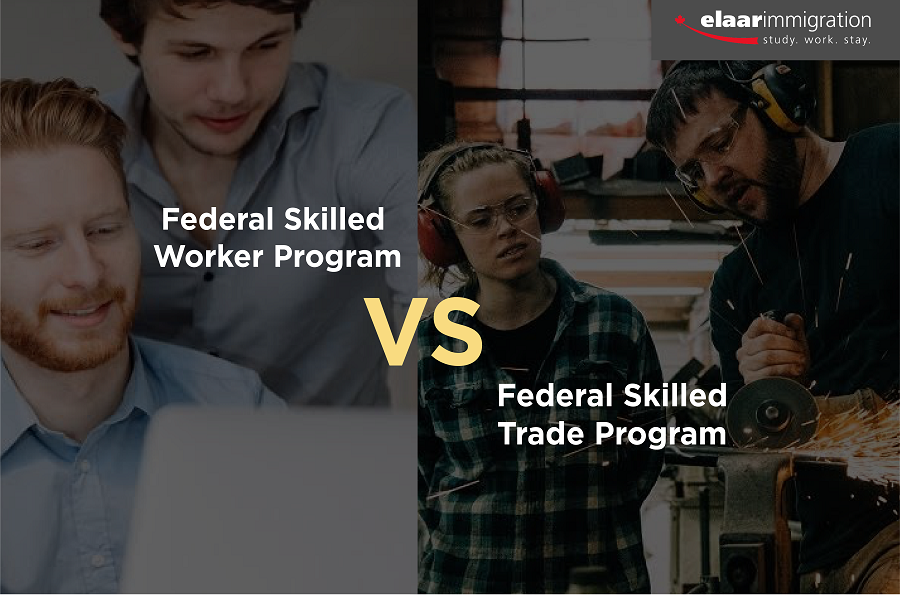 elaarimmigration
study. work. stay.
Federal Skilled
Worker Program
VS
Federal Skilled
Trade Program